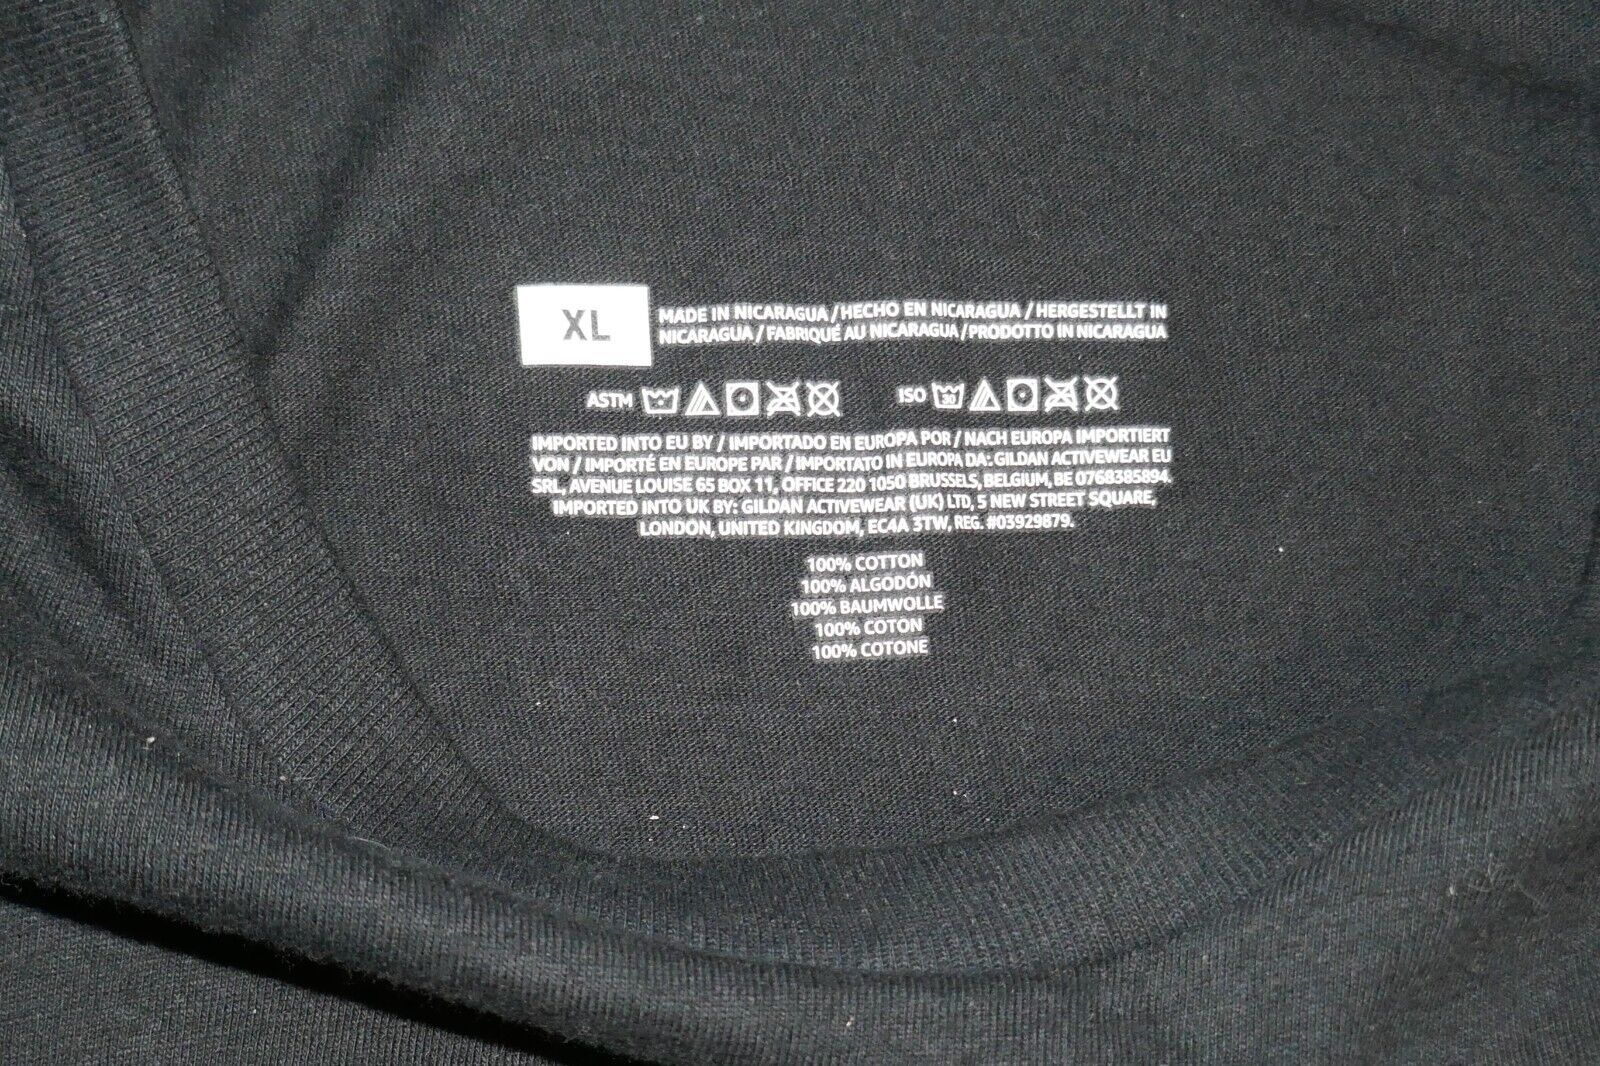 XL
MADE IN NICARAGUA / HECHO EN NICARAGUA / HERGESTELLT IN
NICARAGUA / FABRIQUÉ AU NICARAGUA / PRODOTTO IN NICARAGUA
ASTM ISO 30
IMPORTED INTO EU BY / IMPORTADO EN EUROPA POR / NACH EUROPA IMPORTIERT
VON / IMPORTÉ EN EUROPE PAR / IMPORTATO IN EUROPA DA: GILDAN ACTIVEWEAR EU
SRL, AVENUE LOUISE 65 BOX 11, OFFICE 220 1050 BRUSSELS, BELGIUM, BE 0768385894.
IMPORTED INTO UK BY: GILDAN ACTIVEWEAR (UK) LTD, 5 NEW STREET SQUARE,
LONDON, UNITED KINGDOM, EC4A 3TW, REG. #03929879.
100% COTTON
100% ALGODÓN
100% BAUMWOLLE
100% COTON
100% COTONE